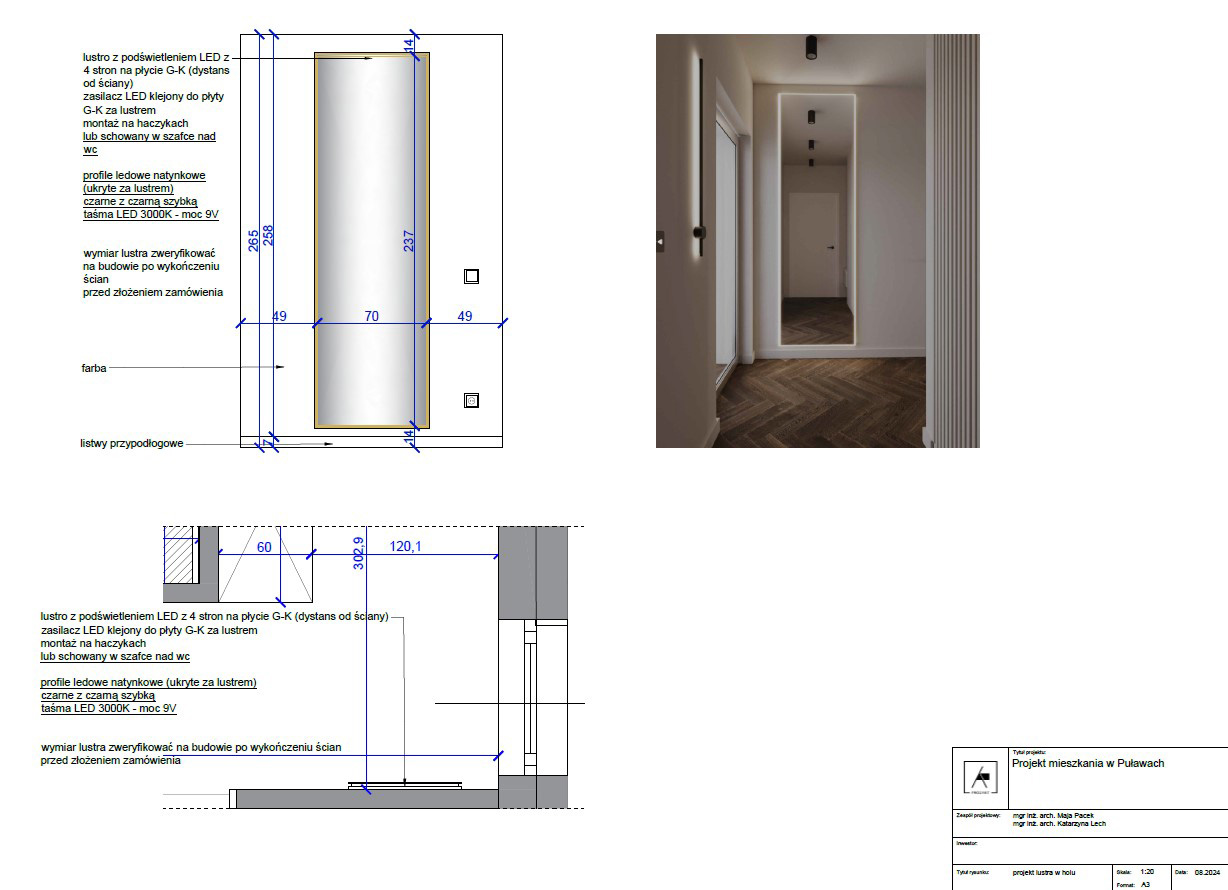 lustro z podświetleniem LED z
4 stron na płycie G-K (dystans
od ściany)
zasilacz LED klejony do płyty
G-K za lustrem
montaż na haczykach
lub schowany w szafce nad
wc
profile ledowe natynkowe
(ukryte za lustrem)
czarne z czarną szybką
taśma LED 3000K - moc 9V
wymiar lustra zweryfikować
na budowie po wykończeniu
ścian
przed złożeniem zamówienia
farba
listwy przypodłogowe
14
265
258
237
49
70
49
14
7
60
302,9
120,1
lustro z podświetleniem LED z 4 stron na płycie G-K (dystans od ściany)
zasilacz LED klejony do płyty G-K za lustrem
montaż na haczykach
lub schowany w szafce nad wc
profile ledowe natynkowe (ukryte za lustrem)
czarne z czarną szybką
taśma LED 3000K - moc 9V
wymiar lustra zweryfikować na budowie po wykończeniu ścian
przed złożeniem zamówienia
Tytuł projektu:
Projekt mieszkania w Puławach
Zespół projektowy:
mgr inż. arch. Maja Pacek
mgr inż. arch. Katarzyna Lech
Inwestor:
Tytuł rysunku:
projekt lustra w holu
Skala: 1:20
Format: A3
Data: 08.2024